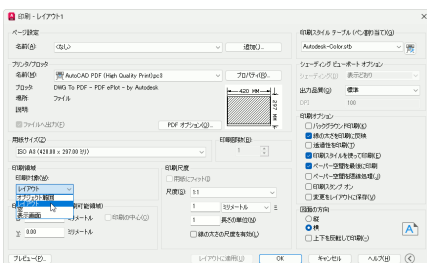 印刷 - レイアウト1
ページ設定
名前(A) <なし> 追加(.)...
プリンタ/プロッタ
名前(M) AutoCAD PDF (High Quality Print).pc3 プロパティ(R)...
プロッタ DWG To PDF - PDF ePlot - by Autodesk
場所 ファイル
説明
ファイルへ出力(F) PDF オプション(O)...
420 MM
297 MM
用紙サイズ(Z)
ISO A3 (420.00 x 297.00 ミリ)
印刷部数(B)
1
印刷領域
印刷対象(W)
レイアウト
オブジェクト範囲
レイアウト
表示画面
印刷可能領域)
ミリメートル 印刷の中心(C)
Y 0.00 ミリメートル
印刷尺度
用紙にフィット(I)
尺度(S) 1:1
1 ミリメートル =
1 長さの単位(N)
線の太さの尺度を有効(L)
印刷スタイル テーブル (ペン割り当て)(G)
Autodesk-Color.stb
シェーディング ビューポート オプション
シェーディング(D) 表示どおり
出力品質(Q) 標準
DPI 100
印刷オプション
バックグラウンド印刷(K)
線の太さを印刷に反映
透過性を印刷(T)
印刷スタイルを使って印刷(E)
ペーパー空間を最後に印刷
ペーパー空間を隠線処理(J)
印刷スタンプ オン
変更をレイアウトに保存(V)
図面の方向
縦
横
上下を反転して印刷(-)
A
プレビュー(P)... レイアウトに適用(U) OK キャンセル ヘルプ(H)